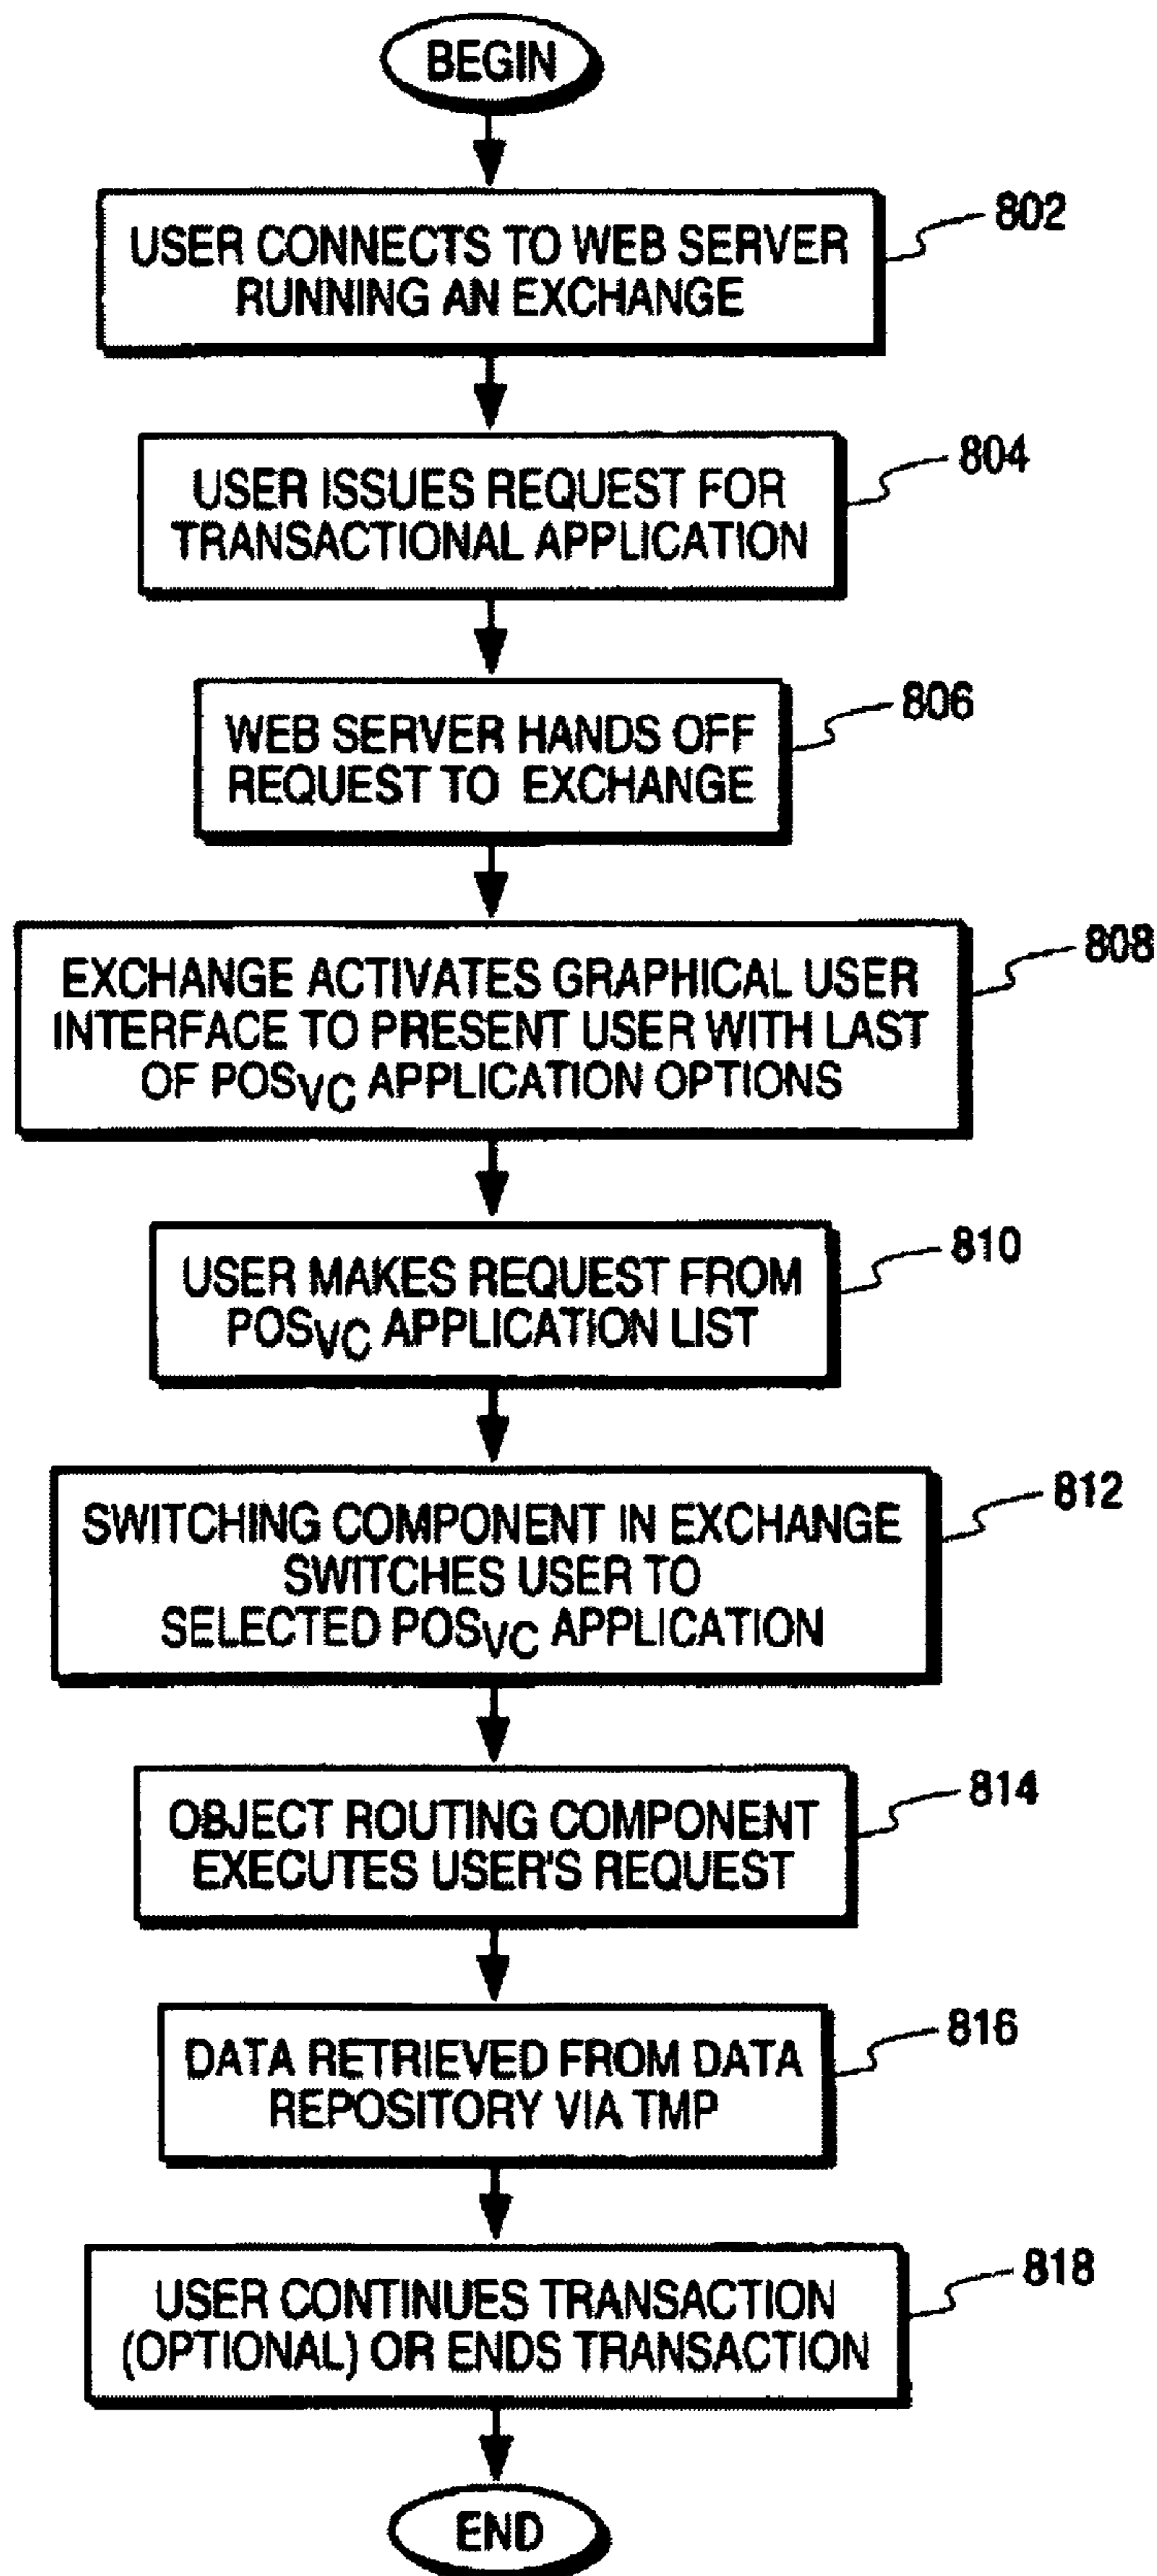 BEGIN
802
USER CONNECTS TO WEB SERVER
RUNNING AN EXCHANGE
804
USER ISSUES REQUEST FOR
TRANSACTIONAL APPLICATION
806
WEB SERVER HANDS OFF
REQUEST TO EXCHANGE
808
EXCHANGE ACTIVATES GRAPHICAL USER
INTERFACE TO PRESENT USER WITH LAST
OF POSVC APPLICATION OPTIONS
810
USER MAKES REQUEST FROM
POSVC APPLICATION LIST
812
SWITCHING COMPONENT IN EXCHANGE
SWITCHES USER TO
SELECTED POSVC APPLICATION
814
OBJECT ROUTING COMPONENT
EXECUTES USER'S REQUEST
816
DATA RETRIEVED FROM DATA
REPOSITORY VIA TMP
818
USER CONTINUES TRANSACTION
(OPTIONAL) OR ENDS TRANSACTION
END